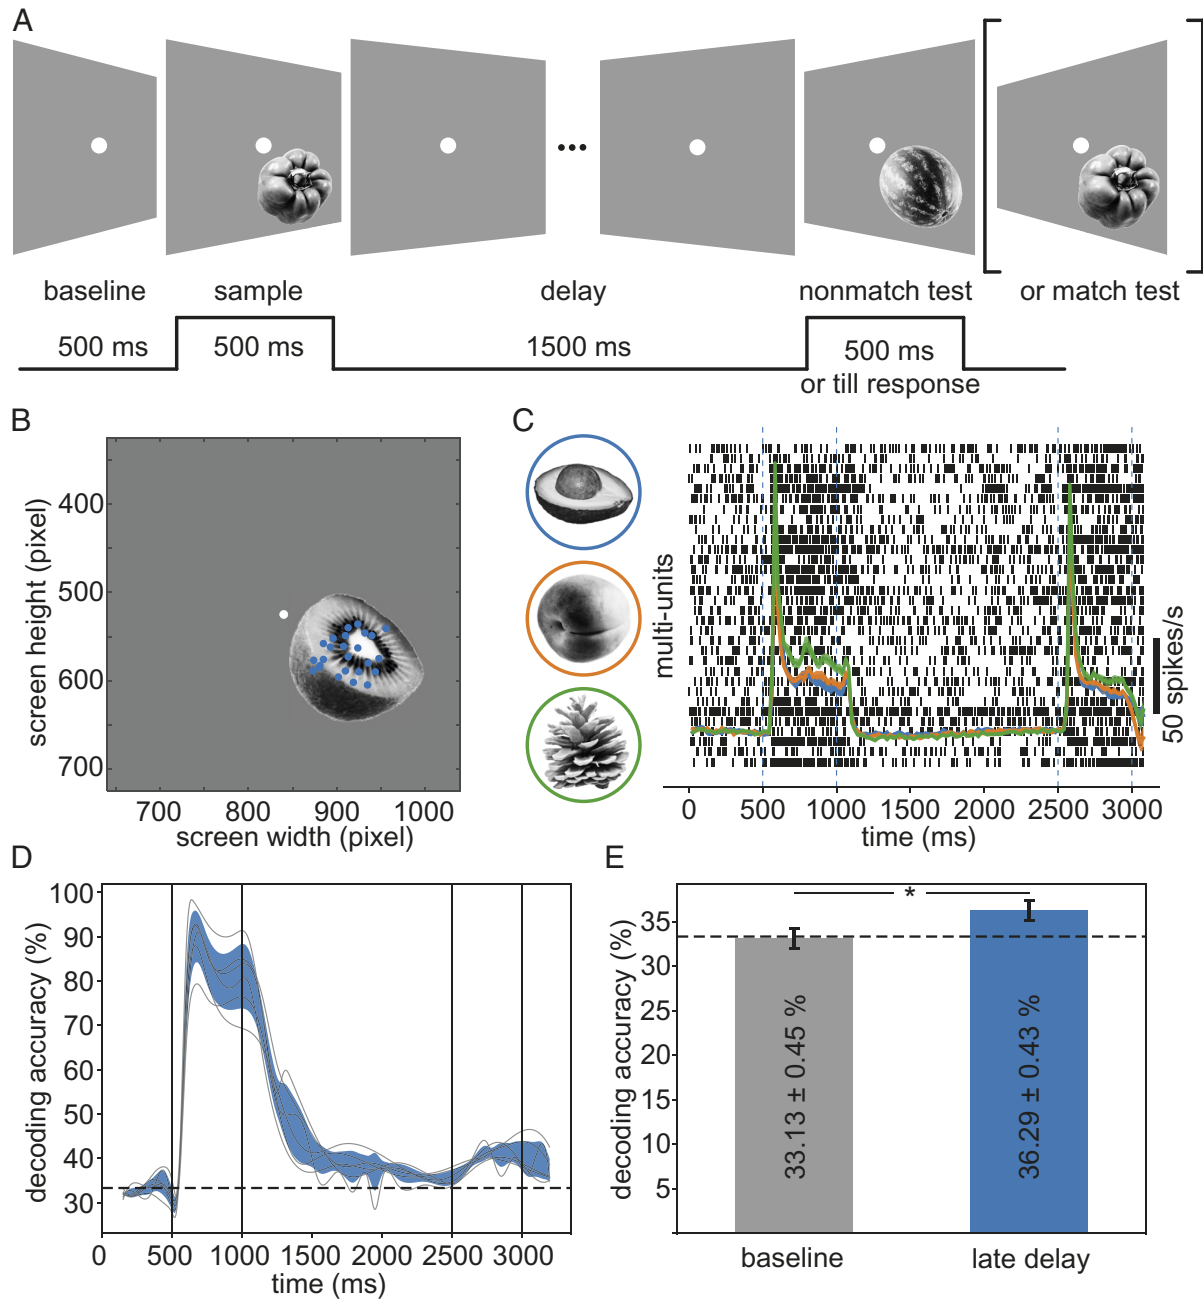 A
baseline
sample
delay
nonmatch test
or match test
500 ms
500 ms
1500 ms
500 ms
or till response
B
screen height (pixel)
400
500
600
700
700
800
900
1000
screen width (pixel)
C
multi-units
50 spikes/s
0
500
1000
1500
2000
2500
3000
time (ms)
D
decoding accuracy (%)
100
90
80
70
60
50
40
30
0
500
1000
1500
2000
2500
3000
time (ms)
E
decoding accuracy (%)
35
30
25
20
15
10
5
*
33.13 ± 0.45 %
36.29 ± 0.43 %
baseline
late delay